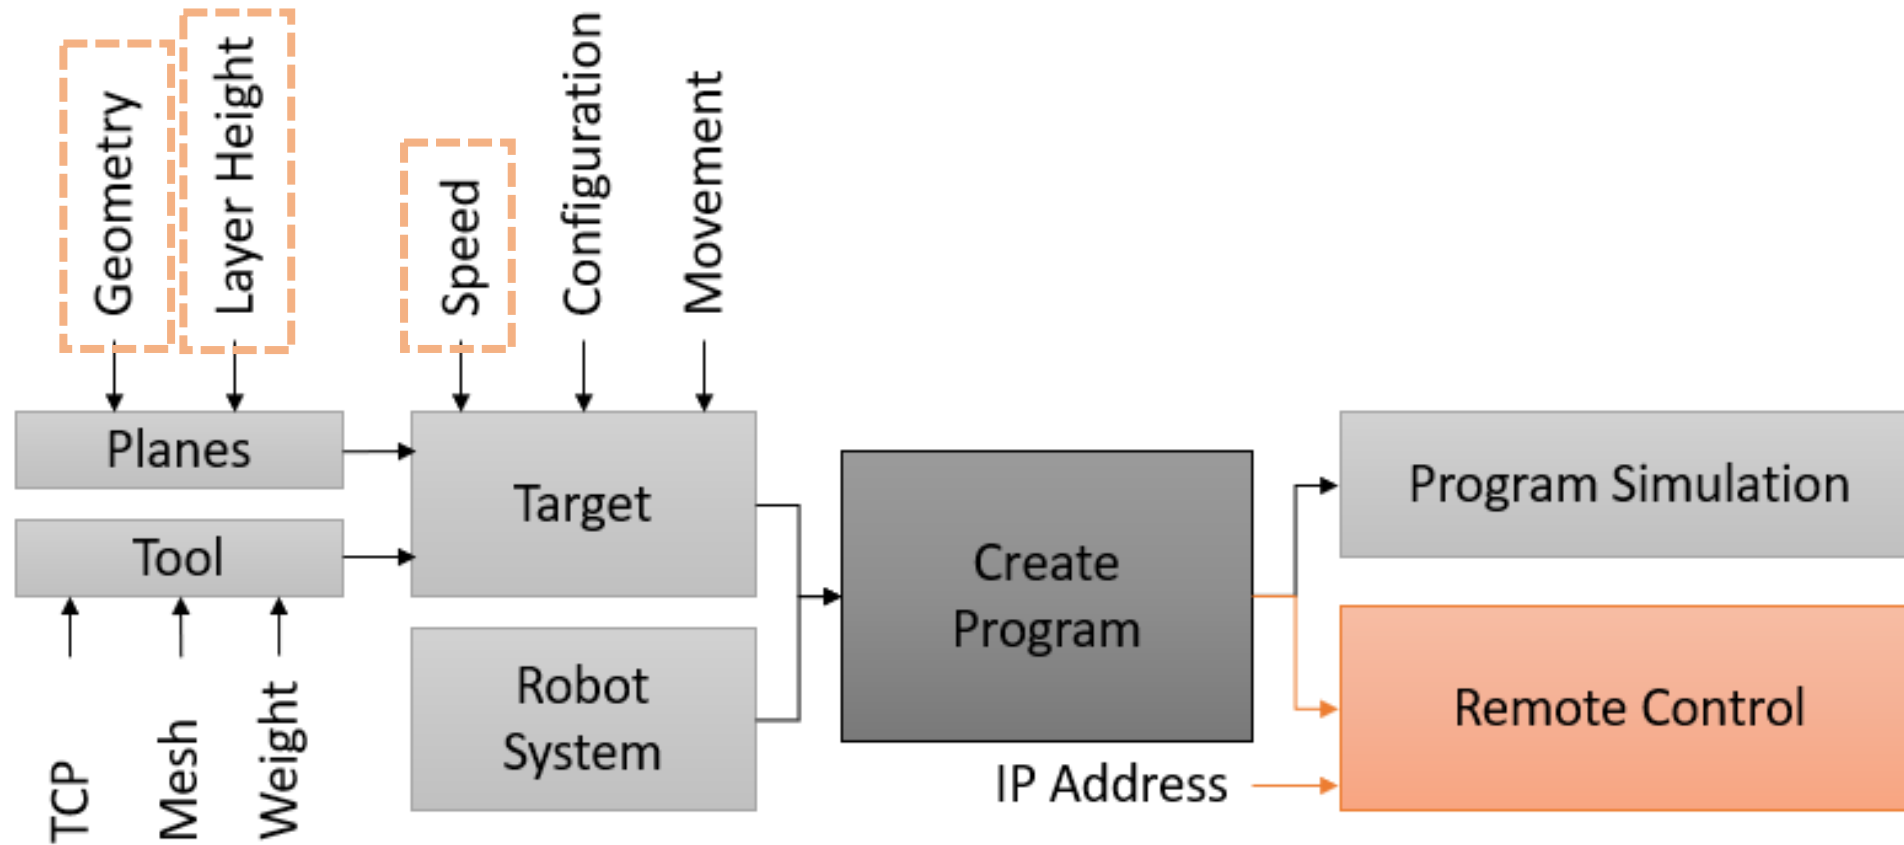 Geometry
Layer Height
Speed
Configuration
Movement
Planes
Tool
Target
Robot
System
TCP
Mesh
Weight
Create
Program
IP Address
Program Simulation
Remote Control